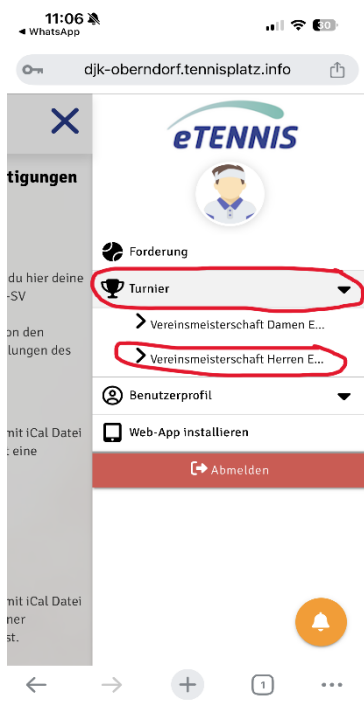 11:06
WhatsApp
30
djk-oberndorf.tennisplatz.info
eTENNIS
tigungen
Forderung
du hier deine
-SV
Turnier
on den
Vereinsmeisterschaft Damen E...
lungen des
Vereinsmeisterschaft Herren E...
Benutzerprofil
mit iCal Datei
Web-App installieren
t eine
Abmelden
mit iCal Datei
ner
st.
1